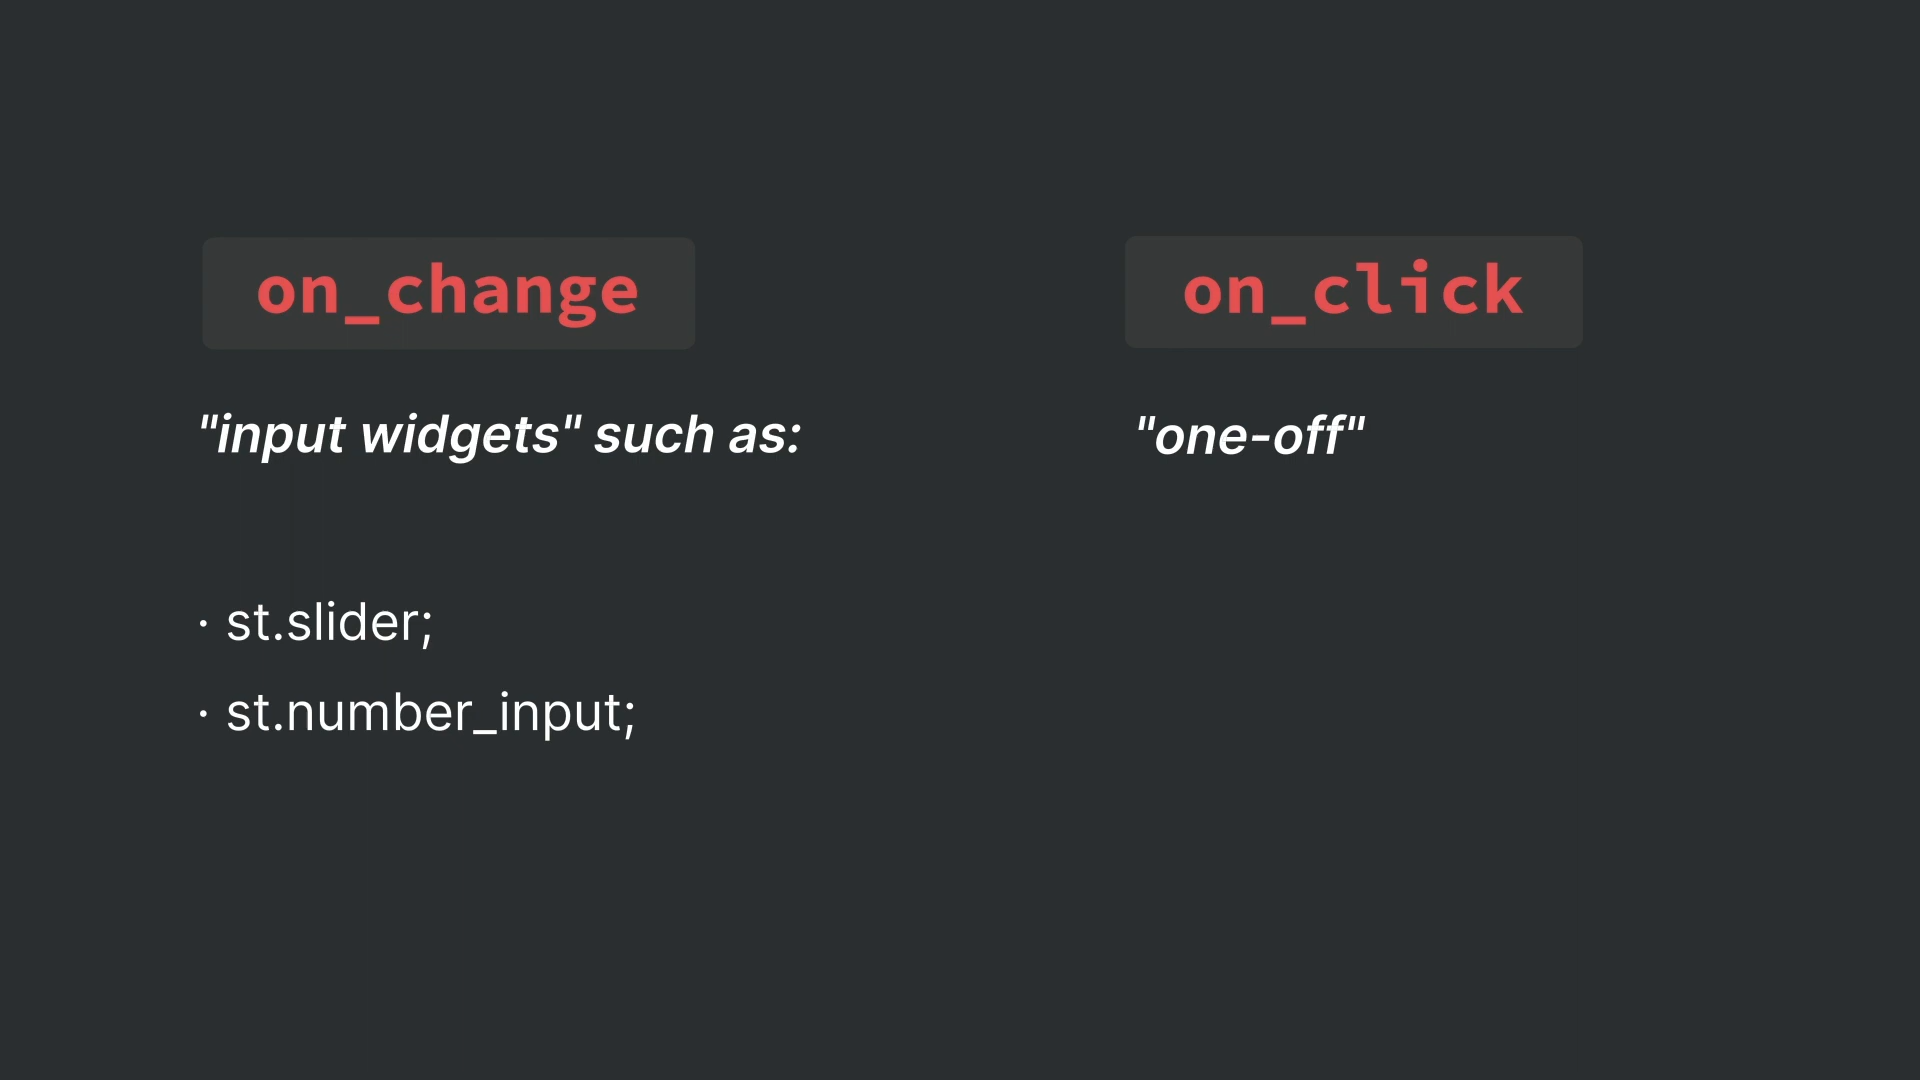 on_change
"input widgets" such as:
· st.slider;
· st.number_input;
on_click
"one-off"